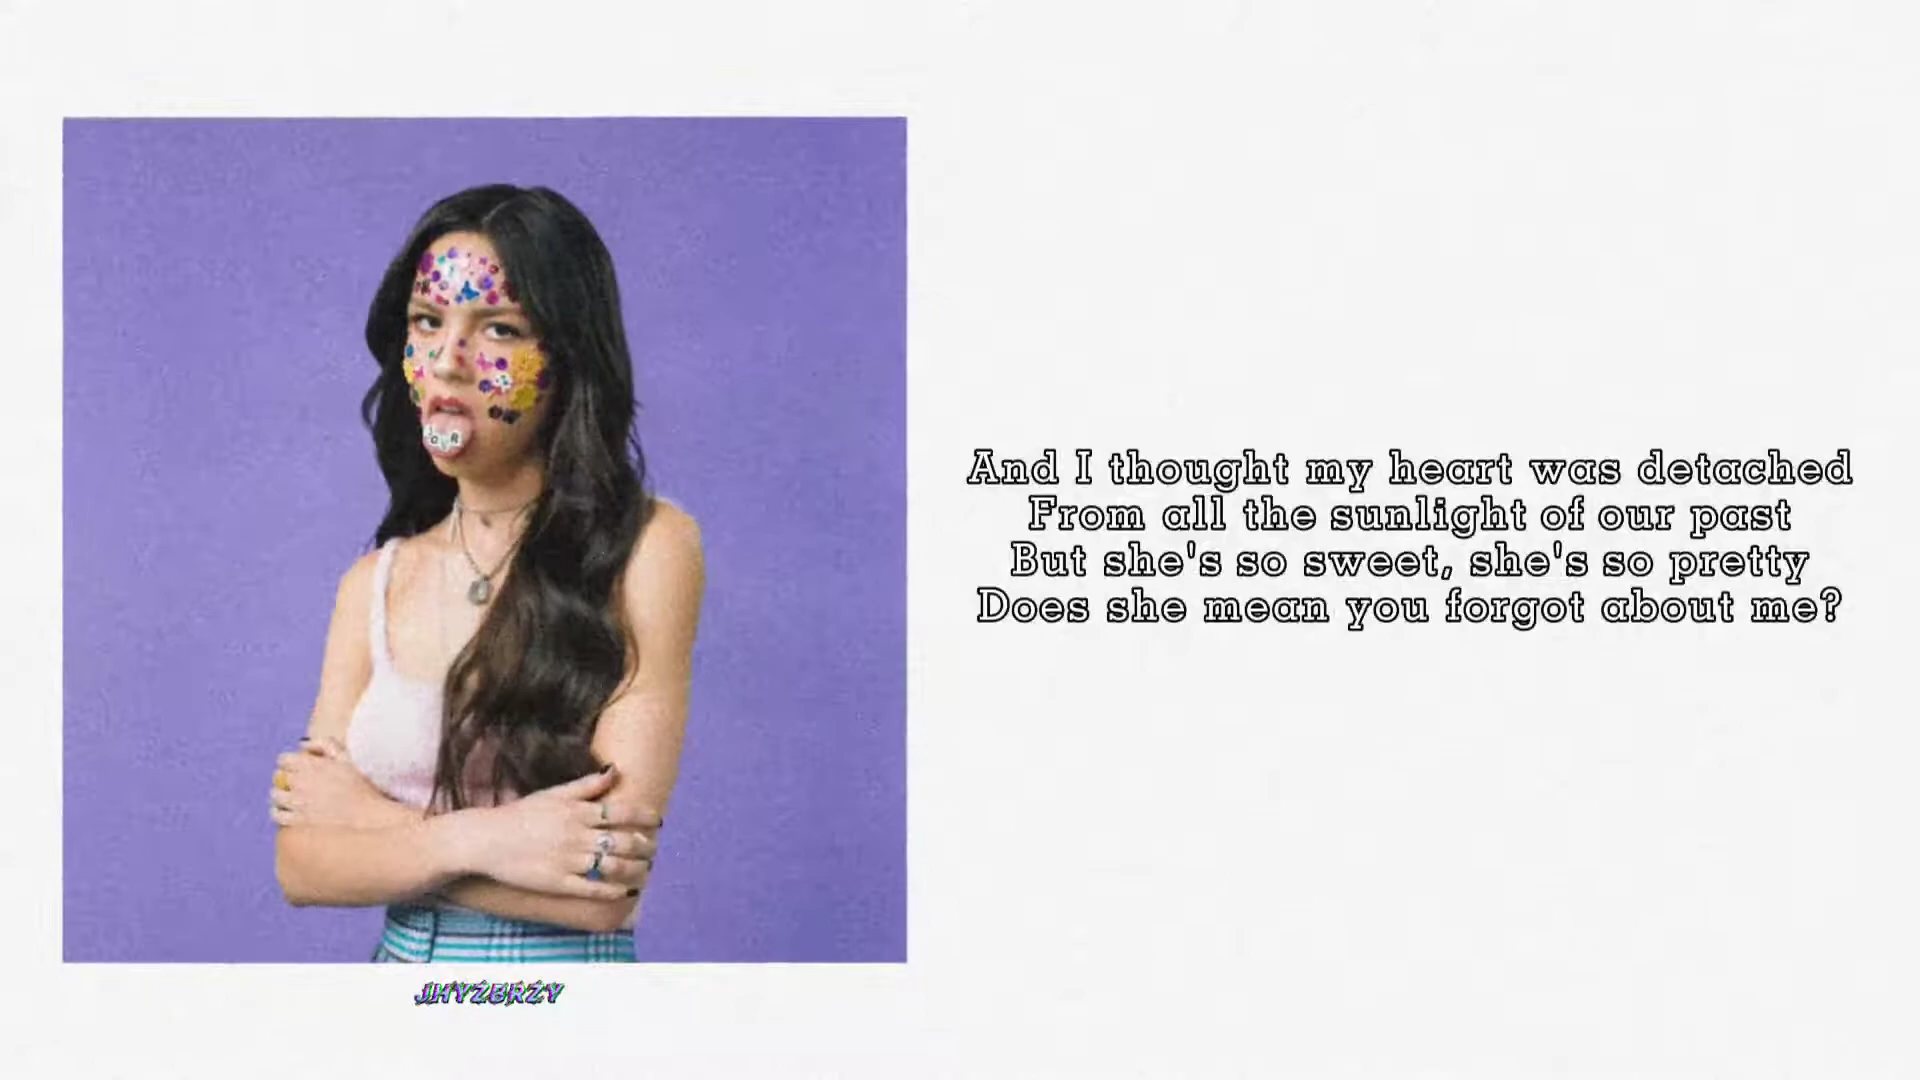 And I thought my heart was detached
From all the sunlight of our past
But she's so sweet, she's so pretty
Does she mean you forgot about me?
JHYZBRZY